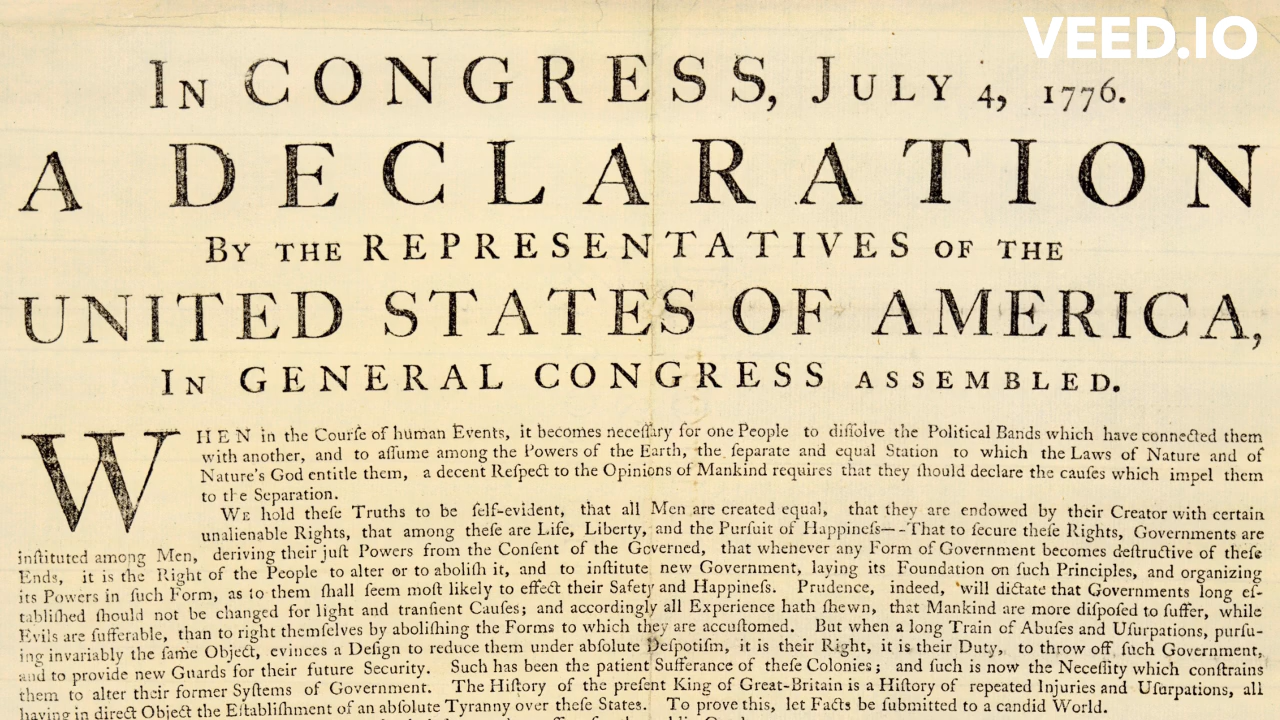 VEED.IO
IN CONGRESS, JULY 4, 1776.
A DECLARATION
BY THE REPRESENTATIVES OF THE
UNITED STATES OF AMERICA,
IN GENERAL CONGRESS ASSEMBLED.
WHEN in the Courſe of human Events, it becomes neceſſary for one People to diſſolve the Political Bands which have connected them
with another, and to aſſume among the Powers of the Earth, the ſeparate and equal Station to which the Laws of Nature and of
Nature's God entitle them, a decent Reſpect to the Opinions of Mankind requires that they ſhould declare the cauſes which impel them
to the Separation.
WE hold theſe Truths to be ſelf-evident, that all Men are created equal, that they are endowed by their Creator with certain
unalienable Rights, that among theſe are Life, Liberty, and the Purſuit of Happineſs—-That to ſecure theſe Rights, Governments are
inſtituted among Men, deriving their juſt Powers from the Conſent of the Governed, that whenever any Form of Government becomes deſtructive of theſe
Ends, it is the Right of the People to alter or to aboliſh it, and to inſtitute new Government, laying its Foundation on ſuch Principles, and organizing
its Powers in ſuch Form, as to them ſhall ſeem moſt likely to effect their Safety and Happineſs. Prudence, indeed, will dictate that Governments long eſ-
tabliſhed ſhould not be changed for light and tranſient Cauſes; and accordingly all Experience hath ſhewn, that Mankind are more diſpoſed to ſuffer, while
Evils are ſufferable, than to right themſelves by aboliſhing the Forms to which they are accuſtomed. But when a long Train of Abuſes and Uſurpations, purſu-
ing invariably the ſame Object, evinces a Deſign to reduce them under abſolute Deſpotiſm, it is their Right, it is their Duty, to throw off ſuch Government,
and to provide new Guards for their future Security. Such has been the patient Sufferance of theſe Colonies; and ſuch is now the Neceſſity which conſtrains
them to alter their former Syſtems of Government. The Hiſtory of the preſent King of Great-Britain is a Hiſtory of repeated Injuries and Uſurpations, all
having in direct Object the Eſtabliſhment of an abſolute Tyranny over theſe States. To prove this, let Facts be ſubmitted to a candid World.